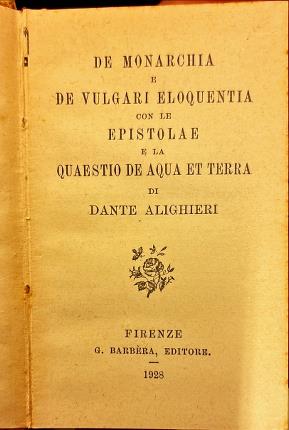 DE MONARCHIA
E
DE VULGARI ELOQUENTIA
CON LE
EPISTOLAE
E LA
QUAESTIO DE AQUA ET TERRA
DI
DANTE ALIGHIERI
FIRENZE
G. BARBÈRA, EDITORE.
1928